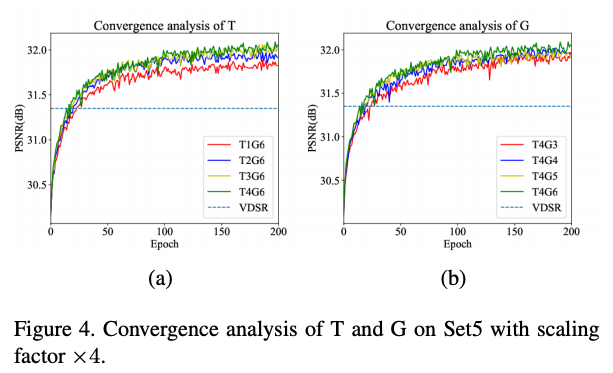 Convergence analysis of T
Convergence analysis of G
32.0
31.5
31.0
30.5
PSNR(dB)
T1G6
T2G6
T3G6
T4G6
VDSR
0
50
100
150
200
Epoch
32.0
31.5
31.0
30.5
PSNR(dB)
T4G3
T4G4
T4G5
T4G6
VDSR
0
50
100
150
200
Epoch
(a)
(b)
Figure 4. Convergence analysis of T and G on Set5 with scaling
factor ×4.